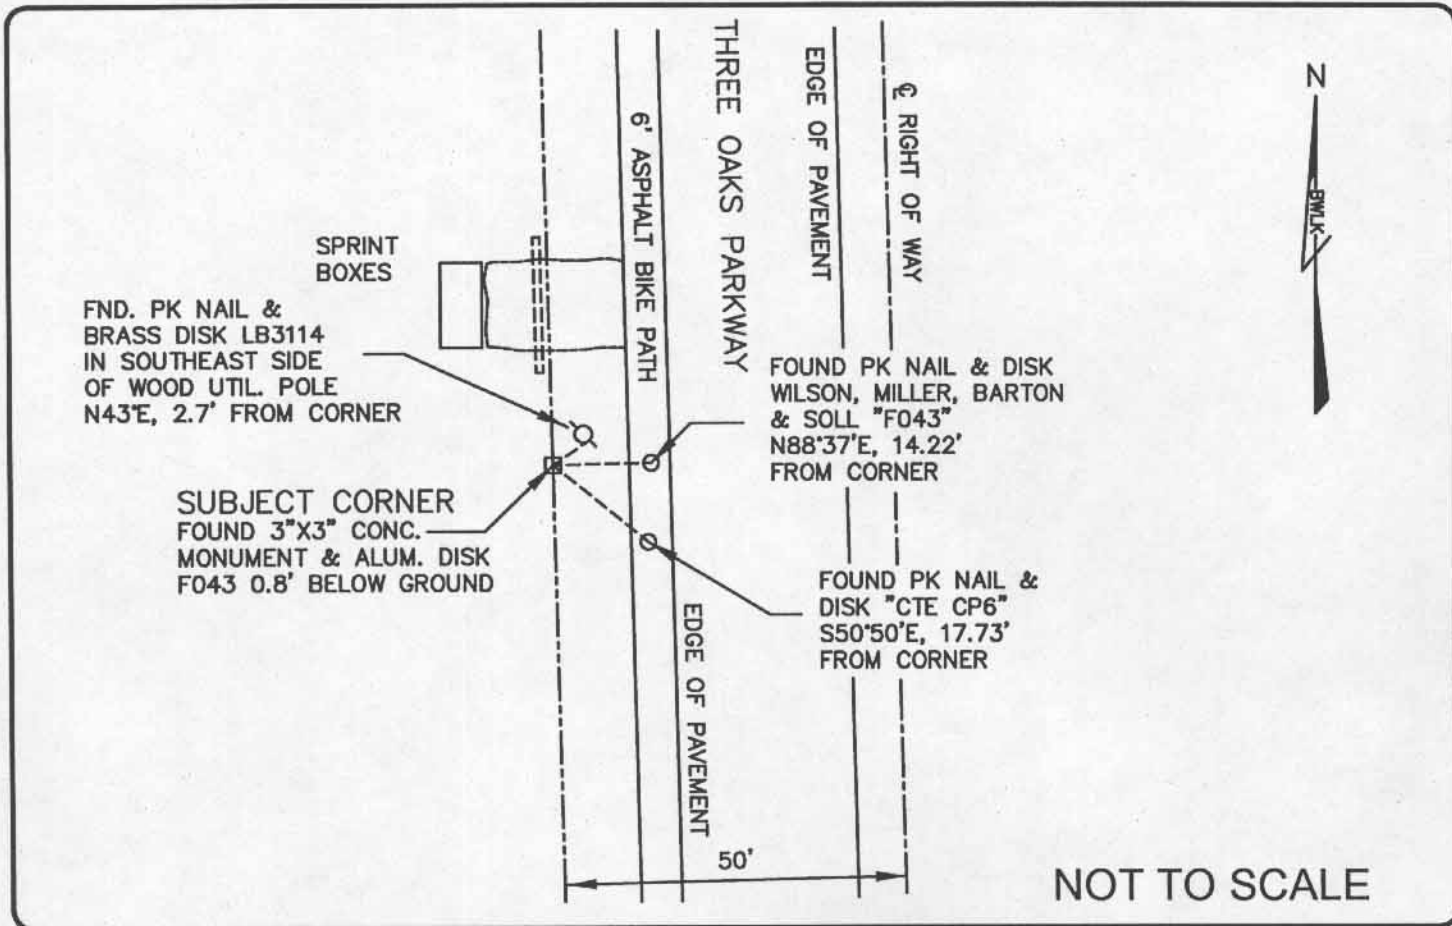 THREE OAKS PARKWAY
EDGE OF PAVEMENT
℄ RIGHT OF WAY
N
BWLK
6' ASPHALT BIKE PATH
SPRINT
BOXES
FND. PK NAIL &
BRASS DISK LB3114
IN SOUTHEAST SIDE
OF WOOD UTIL. POLE
N43°E, 2.7' FROM CORNER
FOUND PK NAIL & DISK
WILSON, MILLER, BARTON
& SOLL "F043"
N88°37'E, 14.22'
FROM CORNER
SUBJECT CORNER
FOUND 3"X3" CONC.
MONUMENT & ALUM. DISK
F043 0.8' BELOW GROUND
FOUND PK NAIL &
DISK "CTE CP6"
S50°50'E, 17.73'
FROM CORNER
EDGE OF PAVEMENT
50'
NOT TO SCALE